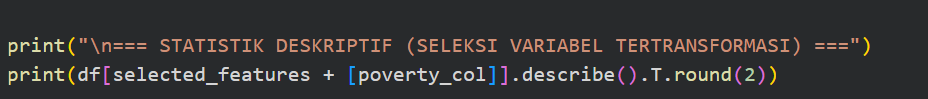 print("\n=== STATISTIK DESKRIPTIF (SELEKSI VARIABEL TERTRANSFORMASI) ===")
print(df[selected_features + [poverty_col]].describe().T.round(2))